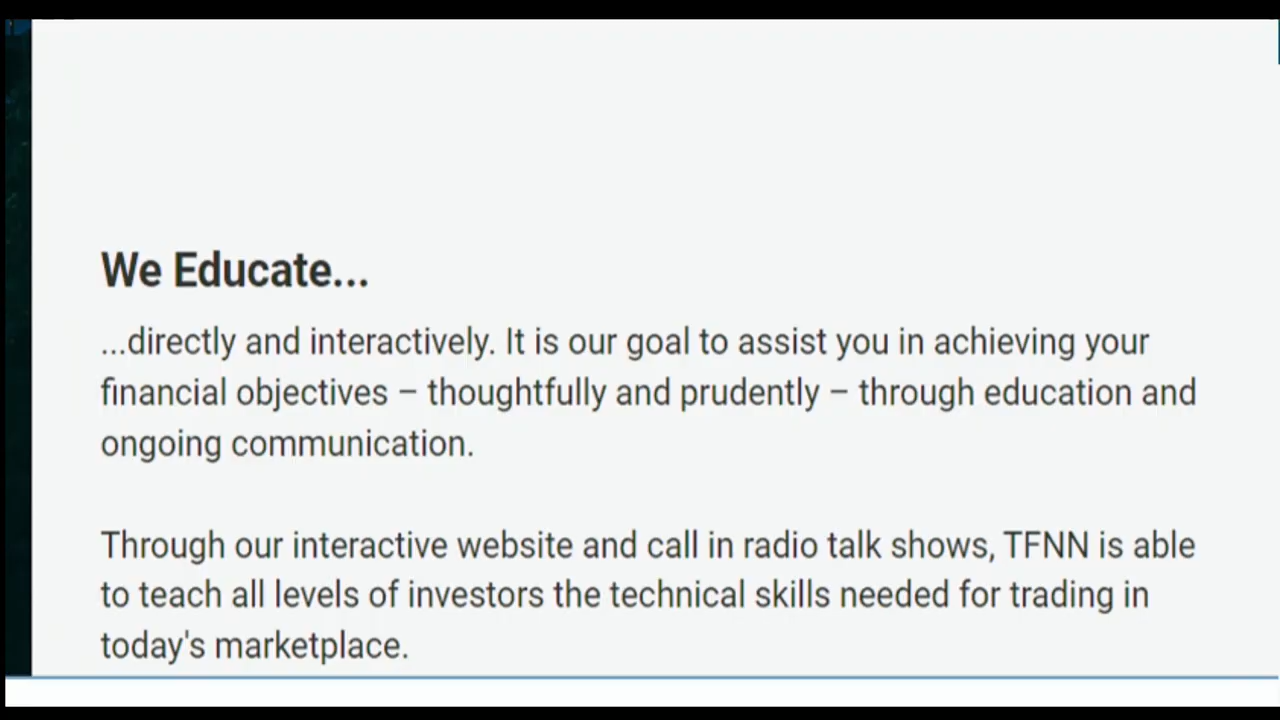 We Educate...
...directly and interactively. It is our goal to assist you in achieving your
financial objectives – thoughtfully and prudently – through education and
ongoing communication.
Through our interactive website and call in radio talk shows, TFNN is able
to teach all levels of investors the technical skills needed for trading in
today's marketplace.